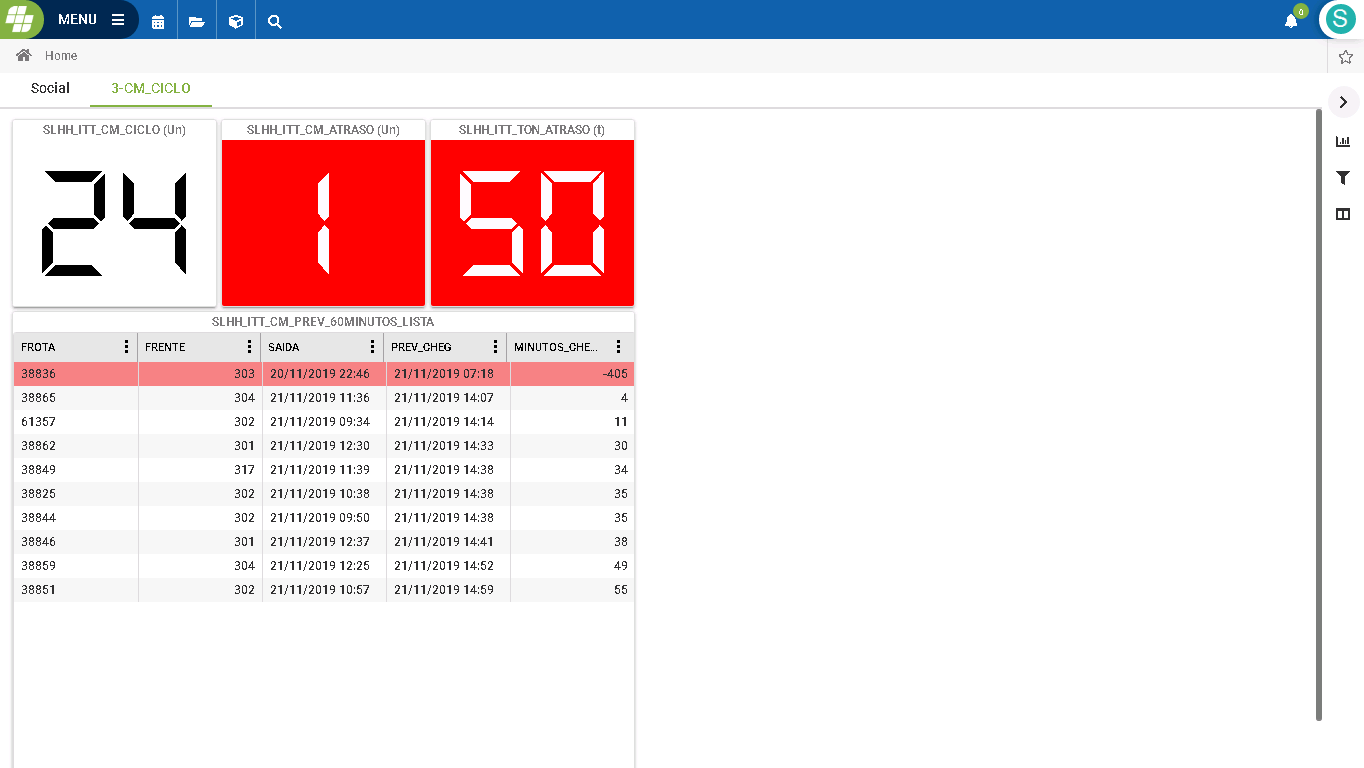 MENU
0
S
Home
Social 3-CM_CICLO
SLHH_ITT_CM_CICLO (Un) SLHH_ITT_CM_ATRASO (Un) SLHH_ITT_TON_ATRASO (t)
24 1 50
SLHH_ITT_CM_PREV_60MINUTOS_LISTA
FROTA FRENTE SAIDA PREV_CHEG MINUTOS_CHE...
38836 303 20/11/2019 22:46 21/11/2019 07:18 -405
38865 304 21/11/2019 11:36 21/11/2019 14:07 4
61357 302 21/11/2019 09:34 21/11/2019 14:14 11
38862 301 21/11/2019 12:30 21/11/2019 14:33 30
38849 317 21/11/2019 11:39 21/11/2019 14:38 34
38825 302 21/11/2019 10:38 21/11/2019 14:38 35
38844 302 21/11/2019 09:50 21/11/2019 14:38 35
38846 301 21/11/2019 12:37 21/11/2019 14:41 38
38859 304 21/11/2019 12:25 21/11/2019 14:52 49
38851 302 21/11/2019 10:57 21/11/2019 14:59 55